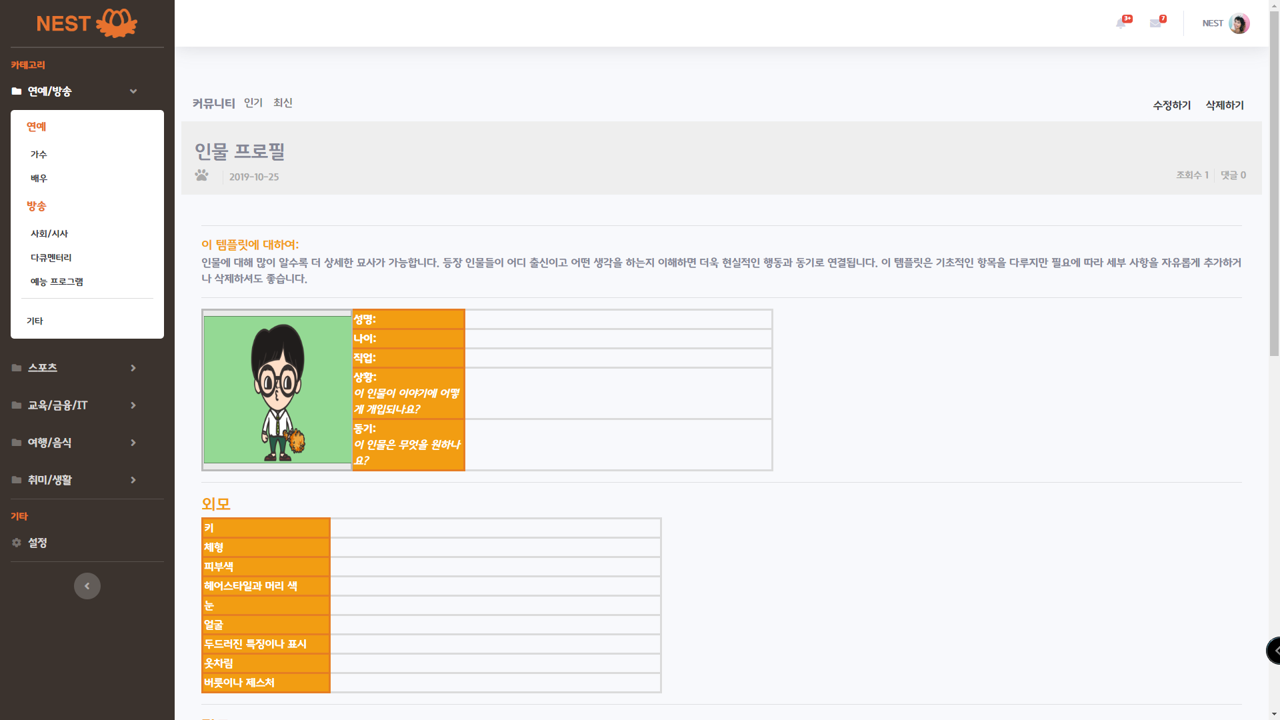 NEST
카테고리
연예/방송
연예
가수
배우
방송
사회/시사
다큐멘터리
예능 프로그램
기타
스포츠
교육/금융/IT
여행/음식
취미/생활
기타
설정
3+
7
NEST
커뮤니티 인기 최신
수정하기 삭제하기
인물 프로필
2019-10-25
조회수 1 댓글 0
이 템플릿에 대하여:
인물에 대해 많이 알수록 더 상세한 묘사가 가능합니다. 등장 인물들이 어디 출신이고 어떤 생각을 하는지 이해하면 더욱 현실적인 행동과 동기로 연결됩니다. 이 템플릿은 기초적인 항목을 다루지만 필요에 따라 세부 사항을 자유롭게 추가하거
나 삭제하셔도 좋습니다.
성명:
나이:
직업:
상황:
이 인물이 이야기에 어떻
게 개입되나요?
동기:
이 인물은 무엇을 원하나
요?
외모
키
체형
피부색
헤어스타일과 머리 색
눈
얼굴
두드러진 특징이나 표시
옷차림
버릇이나 제스처